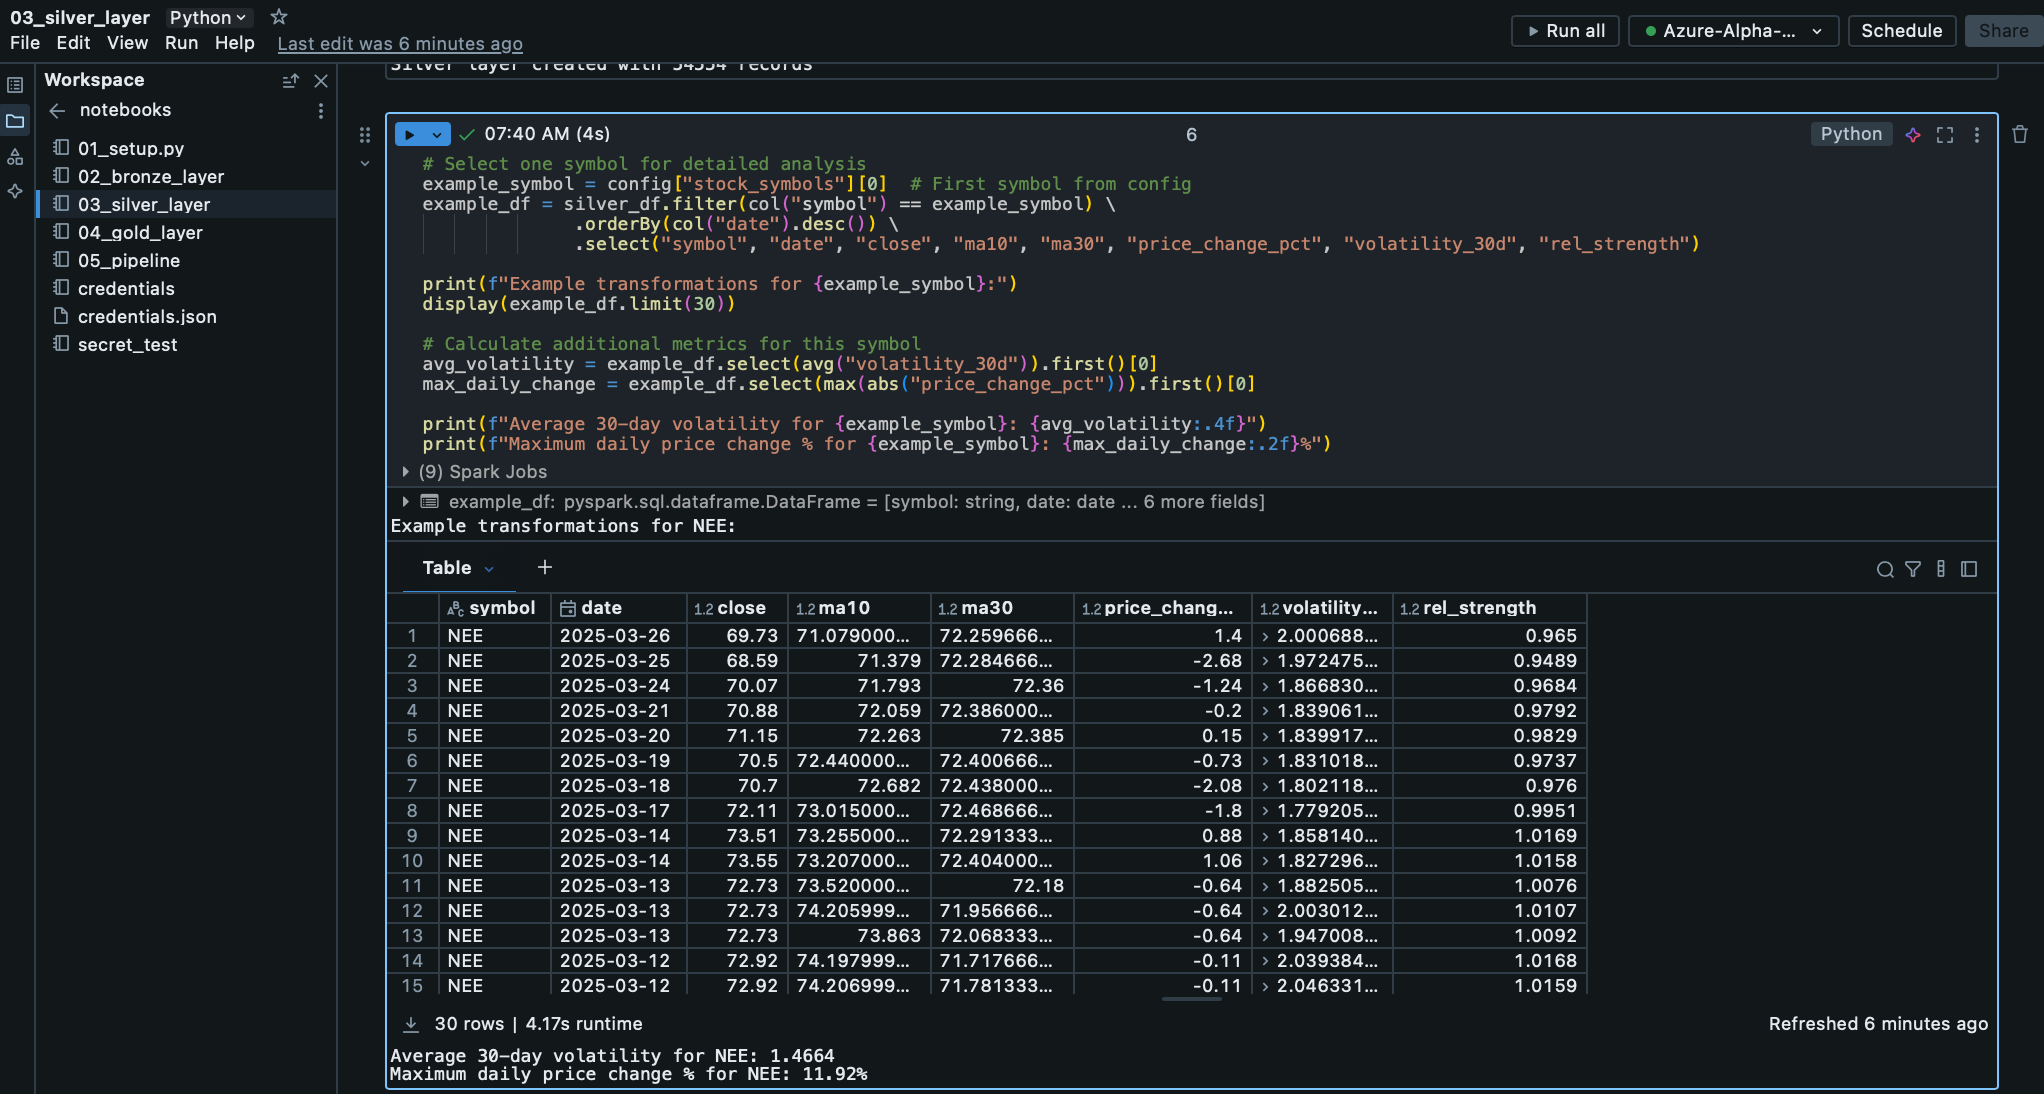 03_silver_layer Python
File Edit View Run Help Last edit was 6 minutes ago
Run all Azure-Alpha-... Schedule Share
Workspace
notebooks
01_setup.py
02_bronze_layer
03_silver_layer
04_gold_layer
05_pipeline
credentials
credentials.json
secret_test
Silver layer created with 54554 records
07:40 AM (4s) 6 Python
# Select one symbol for detailed analysis
example_symbol = config["stock_symbols"][0]  # First symbol from config
example_df = silver_df.filter(col("symbol") == example_symbol) \
.orderBy(col("date").desc()) \
.select("symbol", "date", "close", "ma10", "ma30", "price_change_pct", "volatility_30d", "rel_strength")
print(f"Example transformations for {example_symbol}:")
display(example_df.limit(30))
# Calculate additional metrics for this symbol
avg_volatility = example_df.select(avg("volatility_30d")).first()[0]
max_daily_change = example_df.select(max(abs("price_change_pct"))).first()[0]
print(f"Average 30-day volatility for {example_symbol}: {avg_volatility:.4f}")
print(f"Maximum daily price change % for {example_symbol}: {max_daily_change:.2f}%")
(9) Spark Jobs
example_df: pyspark.sql.dataframe.DataFrame = [symbol: string, date: date ... 6 more fields]
Example transformations for NEE:
Table +
ABC symbol date 1.2 close 1.2 ma10 1.2 ma30 1.2 price_chang... 1.2 volatility... 1.2 rel_strength
1 NEE 2025-03-26 69.73 71.079000... 72.259666... 1.4 > 2.000688... 0.965
2 NEE 2025-03-25 68.59 71.379 72.284666... -2.68 > 1.972475... 0.9489
3 NEE 2025-03-24 70.07 71.793 72.36 -1.24 > 1.866830... 0.9684
4 NEE 2025-03-21 70.88 72.059 72.386000... -0.2 > 1.839061... 0.9792
5 NEE 2025-03-20 71.15 72.263 72.385 0.15 > 1.839917... 0.9829
6 NEE 2025-03-19 70.5 72.440000... 72.400666... -0.73 > 1.831018... 0.9737
7 NEE 2025-03-18 70.7 72.682 72.438000... -2.08 > 1.802118... 0.976
8 NEE 2025-03-17 72.11 73.015000... 72.468666... -1.8 > 1.779205... 0.9951
9 NEE 2025-03-14 73.51 73.255000... 72.291333... 0.88 > 1.858140... 1.0169
10 NEE 2025-03-14 73.55 73.207000... 72.404000... 1.06 > 1.827296... 1.0158
11 NEE 2025-03-13 72.73 73.520000... 72.18 -0.64 > 1.882505... 1.0076
12 NEE 2025-03-13 72.73 74.205999... 71.956666... -0.64 > 2.003012... 1.0107
13 NEE 2025-03-13 72.73 73.863 72.068333... -0.64 > 1.947008... 1.0092
14 NEE 2025-03-12 72.92 74.197999... 71.717666... -0.11 > 2.039384... 1.0168
15 NEE 2025-03-12 72.92 74.206999... 71.781333... -0.11 > 2.046331... 1.0159
30 rows | 4.17s runtime Refreshed 6 minutes ago
Average 30-day volatility for NEE: 1.4664
Maximum daily price change % for NEE: 11.92%